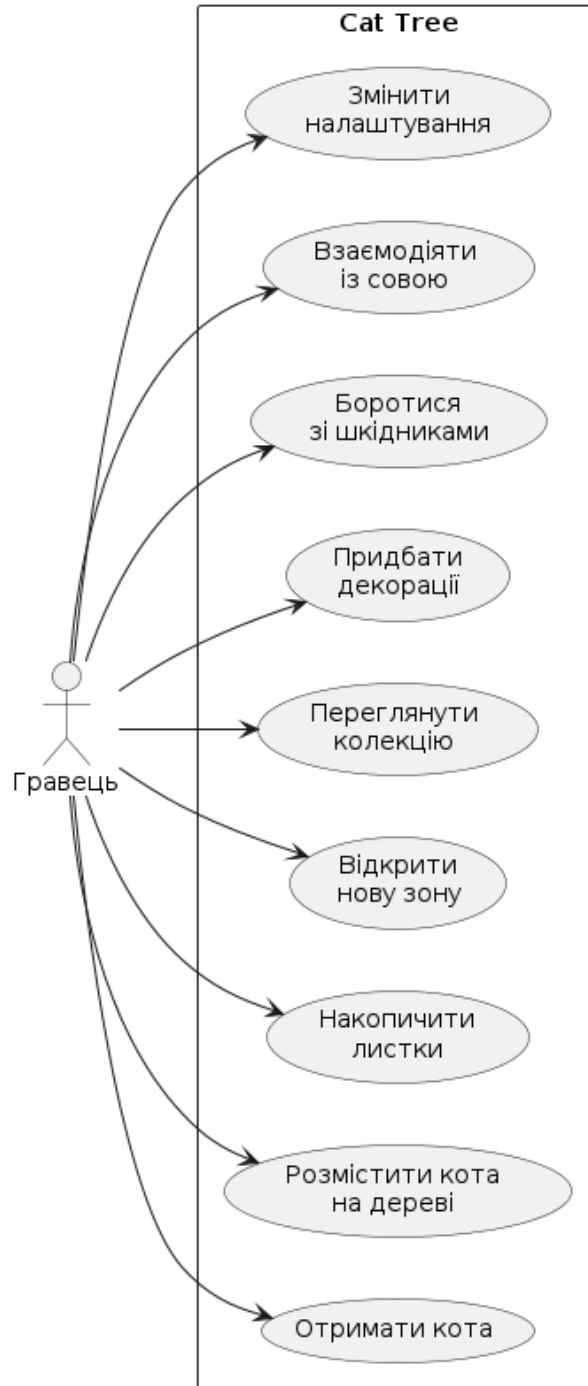 Cat Tree
Змінити
налаштування
Взаємодіяти
із совою
Боротися
зі шкідниками
Придбати
декорації
Переглянути
колекцію
Гравець
Відкрити
нову зону
Накопичити
листки
Розмістити кота
на дереві
Отримати кота